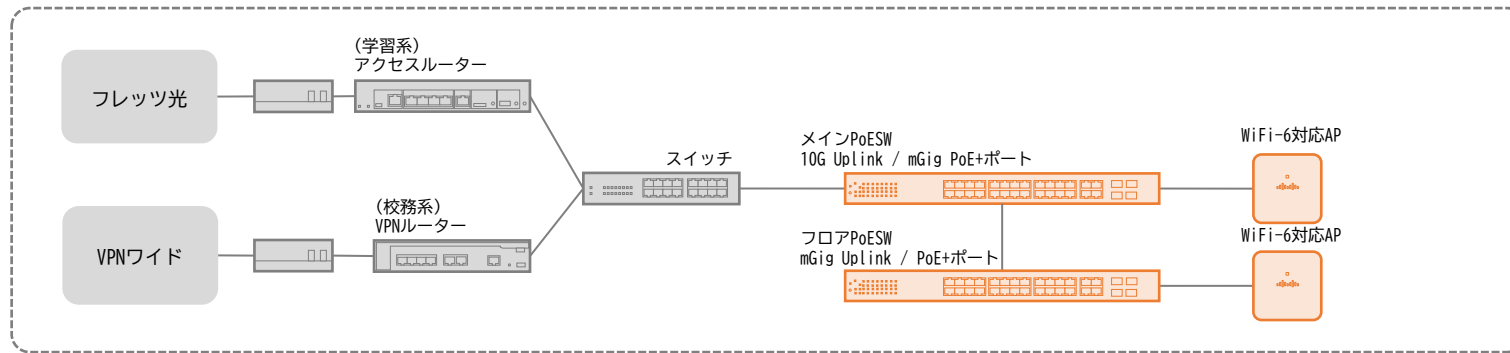 (学習系)
アクセスルーター
フレッツ光
(校務系)
VPNルーター
VPNワイド
スイッチ
メインPoESW
10G Uplink / mGig PoE+ポート
WiFi-6対応AP
フロアPoESW
mGig Uplink / PoE+ポート
WiFi-6対応AP